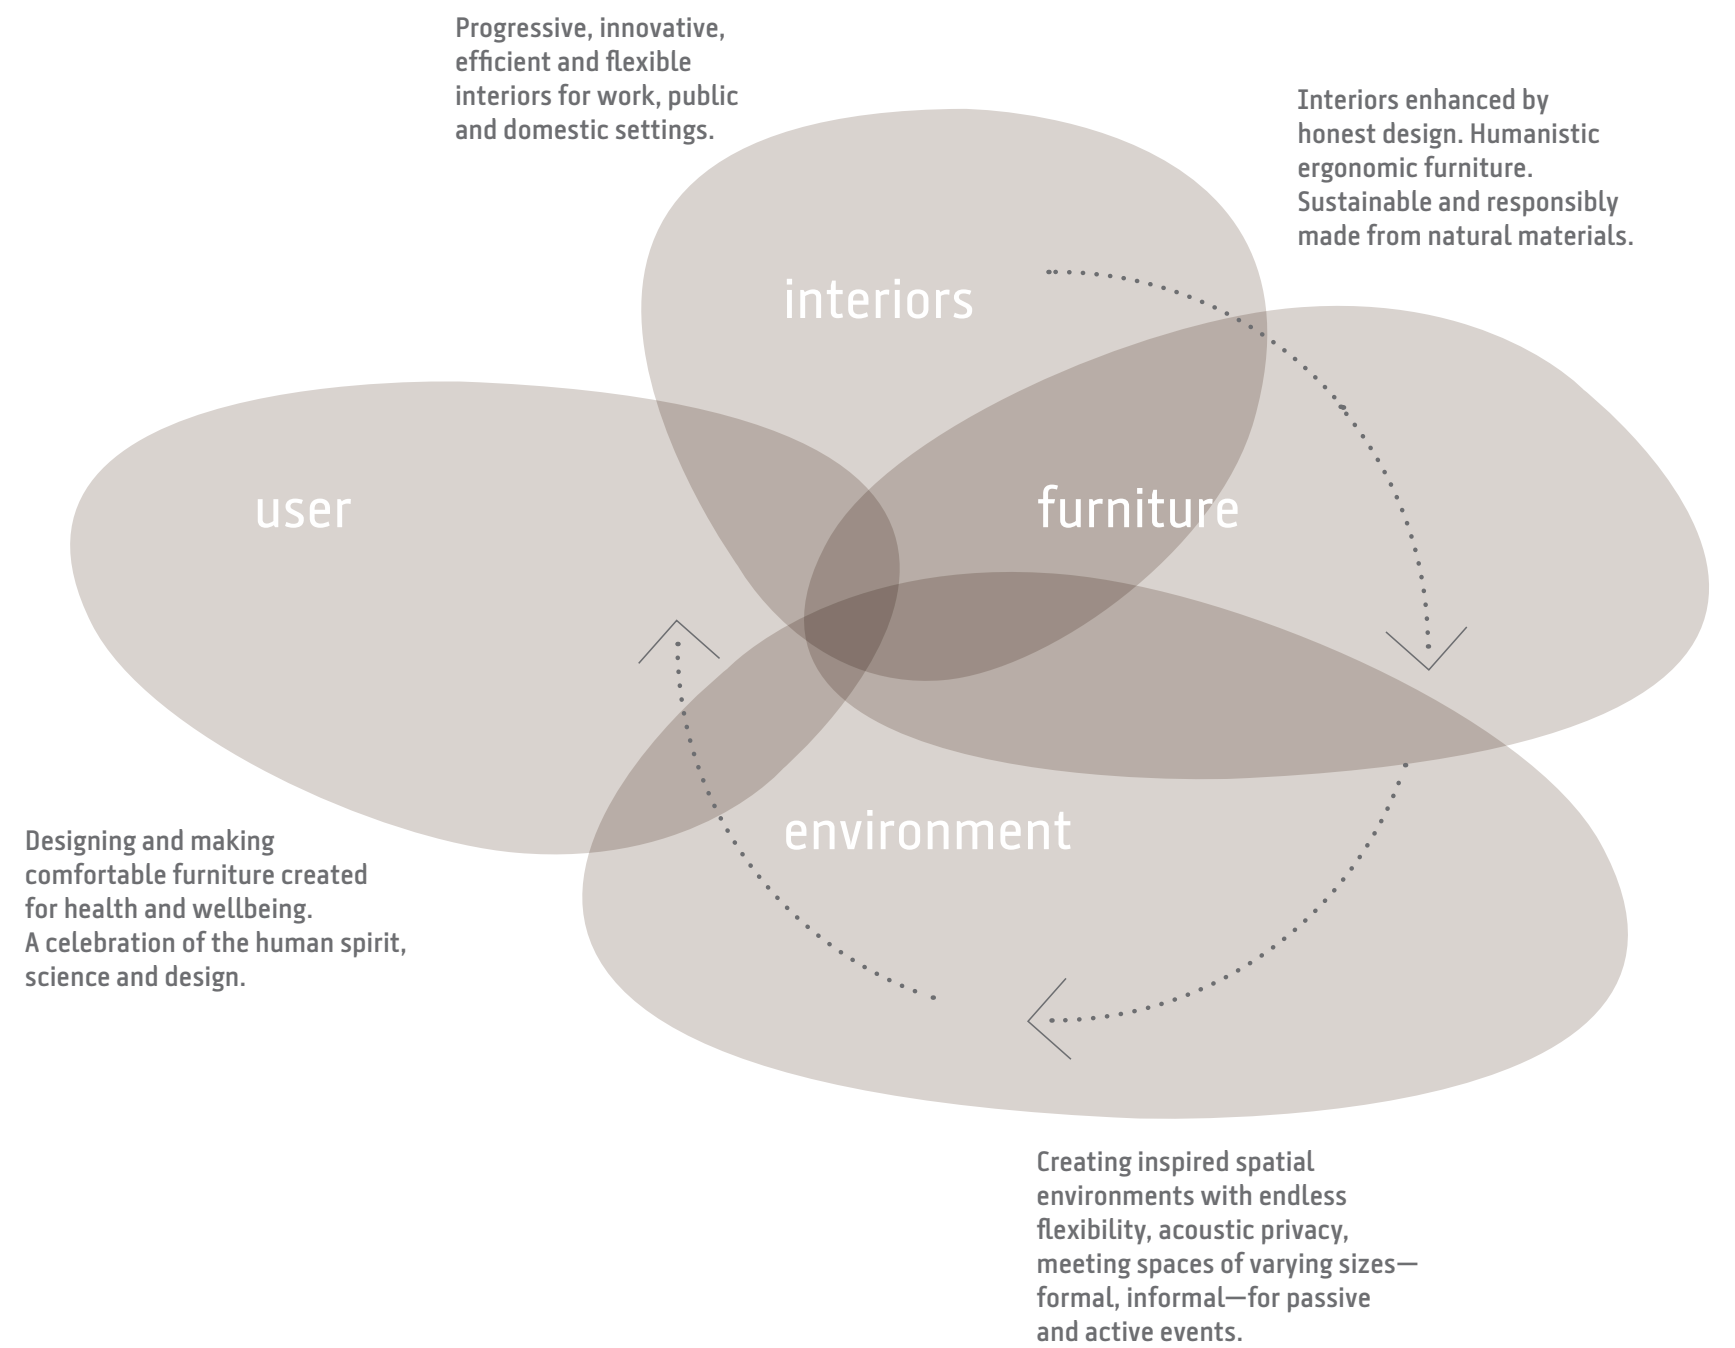 Progressive, innovative,
efficient and flexible
interiors for work, public
and domestic settings.
Interiors enhanced by
honest design. Humanistic
ergonomic furniture.
Sustainable and responsibly
made from natural materials.
interiors
user
furniture
environment
Designing and making
comfortable furniture created
for health and wellbeing.
A celebration of the human spirit,
science and design.
Creating inspired spatial
environments with endless
flexibility, acoustic privacy,
meeting spaces of varying sizes—
formal, informal—for passive
and active events.